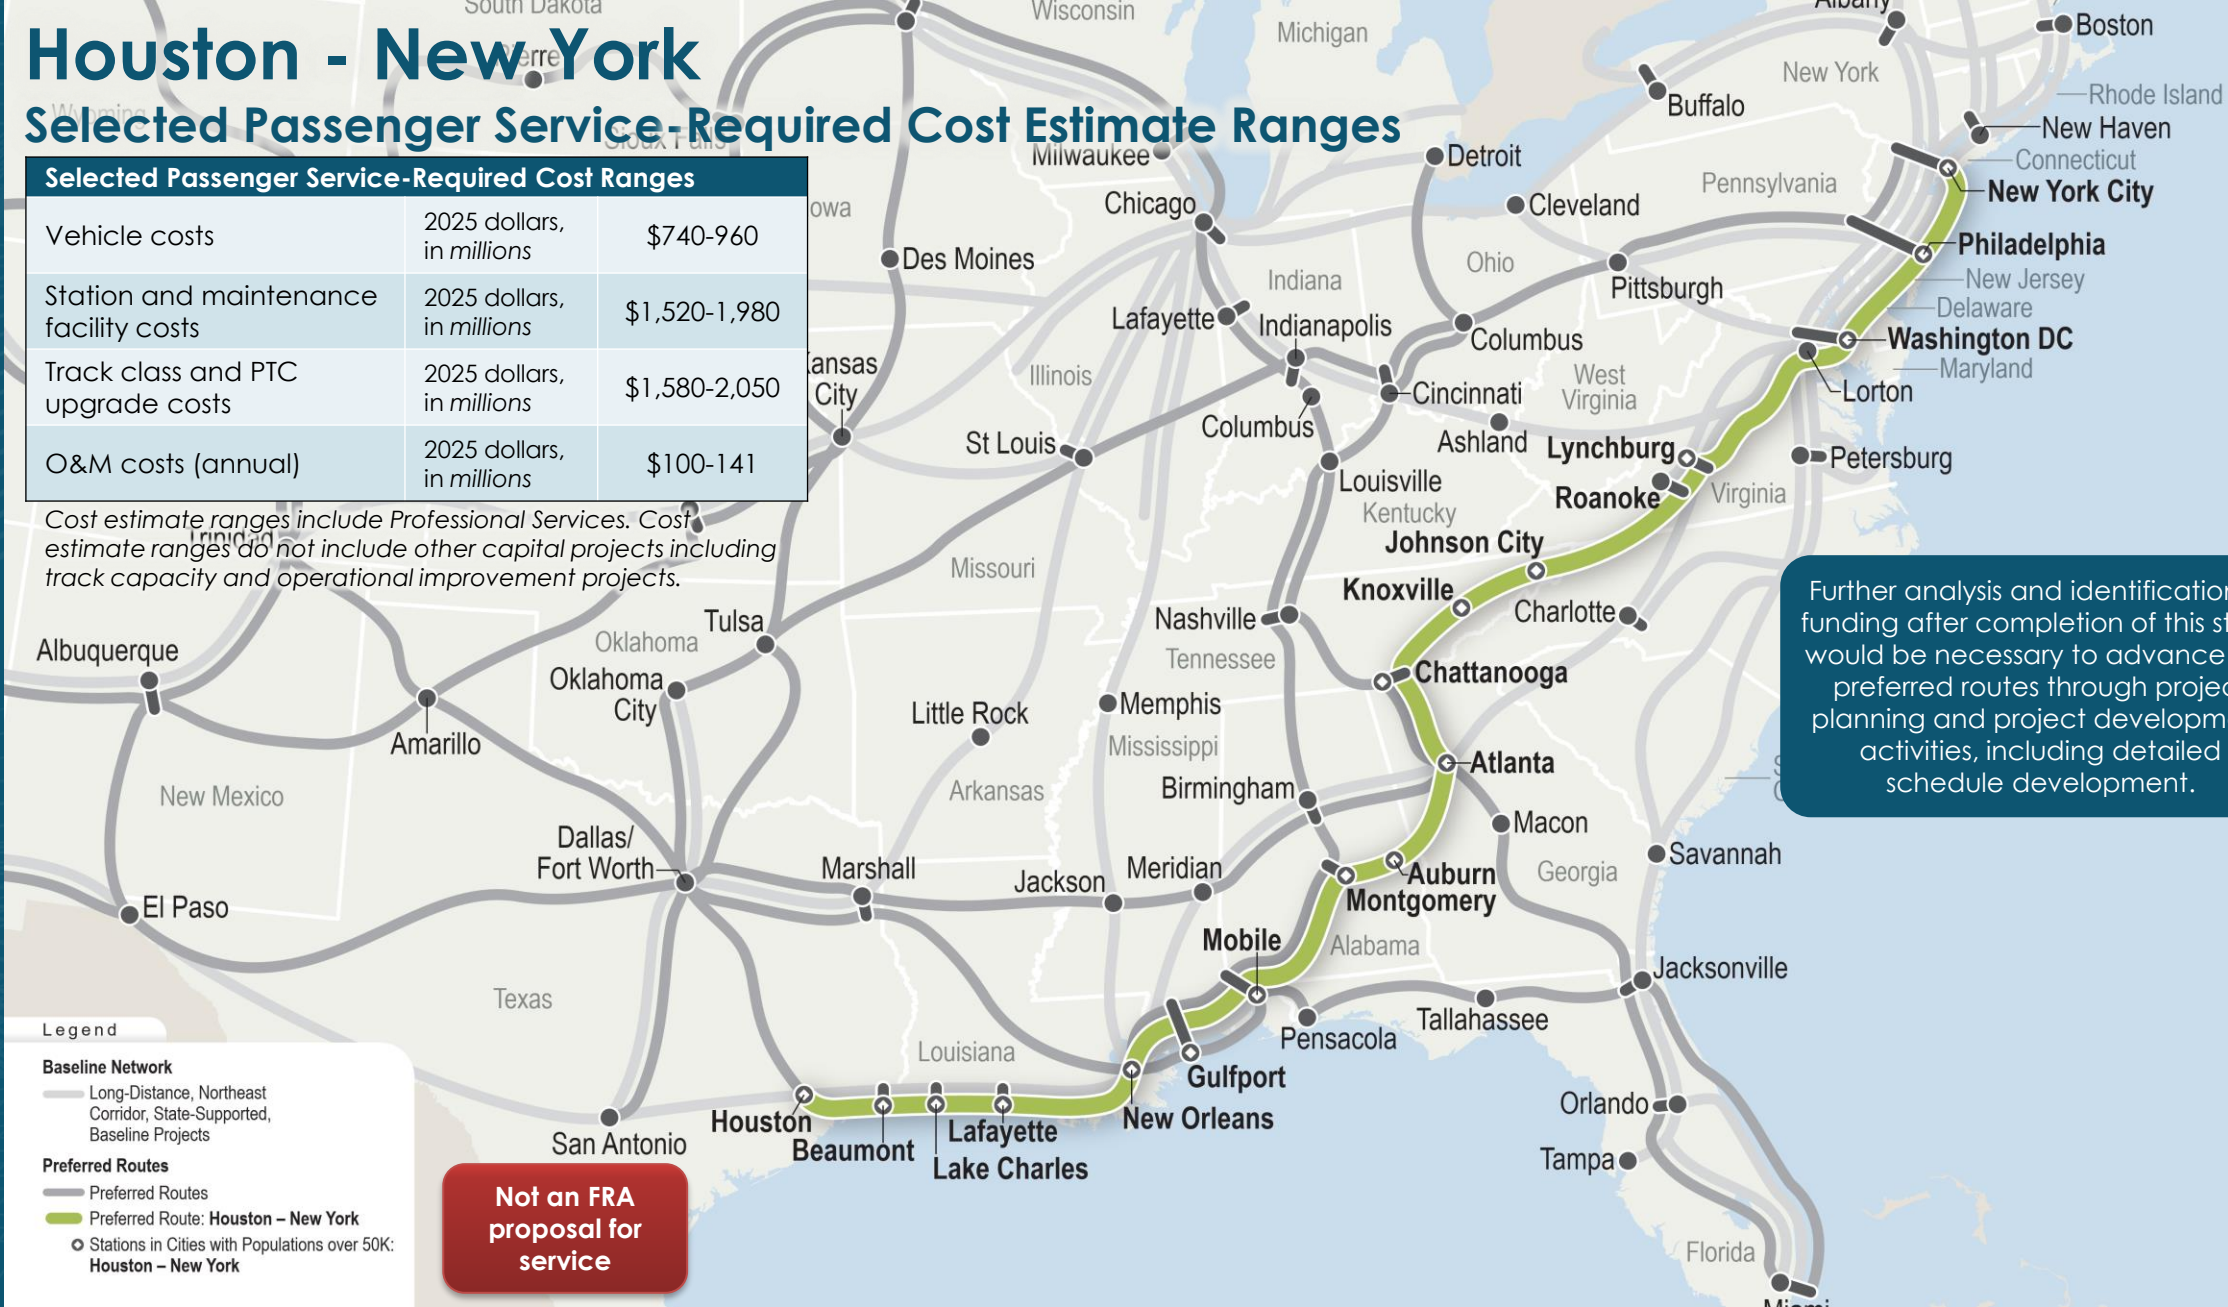 Houston - New York
Selected Passenger Service-Required Cost Estimate Ranges
Selected Passenger Service-Required Cost Ranges
Vehicle costs
2025 dollars,
in millions
$740-960
Station and maintenance
facility costs
2025 dollars,
in millions
$1,520-1,980
Track class and PTC
upgrade costs
2025 dollars,
in millions
$1,580-2,050
O&M costs (annual)
2025 dollars,
in millions
$100-141
Cost estimate ranges include Professional Services. Cost
estimate ranges do not include other capital projects including
track capacity and operational improvement projects.
South Dakota
Wyoming
Sioux Falls
Wisconsin
Michigan
Albany
Boston
New York
Rhode Island
Buffalo
New Haven
Connecticut
Milwaukee
Detroit
Pennsylvania
New York City
Chicago
Cleveland
owa
Philadelphia
Des Moines
Ohio
Indiana
New Jersey
Pittsburgh
Delaware
Lafayette
Indianapolis
Columbus
Washington DC
Maryland
Kansas
City
Illinois
West
Virginia
Cincinnati
Lorton
Columbus
Ashland
Lynchburg
St Louis
Petersburg
Louisville
Roanoke
Virginia
Kentucky
Trinidad
Johnson City
Missouri
Knoxville
Charlotte
Tulsa
Nashville
Oklahoma
Albuquerque
Tennessee
Chattanooga
Oklahoma
City
Memphis
Little Rock
Amarillo
Mississippi
Atlanta
Birmingham
Arkansas
New Mexico
Macon
Dallas/
Fort Worth
Savannah
Marshall
Meridian
Jackson
Georgia
Auburn
Montgomery
El Paso
Mobile
Alabama
Jacksonville
Texas
Tallahassee
Pensacola
Louisiana
Gulfport
Houston
New Orleans
Lafayette
Beaumont
Lake Charles
San Antonio
Orlando
Tampa
Florida
Miami
Further analysis and identification
funding after completion of this st
would be necessary to advance
preferred routes through projec
planning and project developm
activities, including detailed
schedule development.
Legend
Baseline Network
Long-Distance, Northeast
Corridor, State-Supported,
Baseline Projects
Preferred Routes
Preferred Routes
Preferred Route: Houston – New York
Stations in Cities with Populations over 50K:
Houston – New York
Not an FRA
proposal for
service